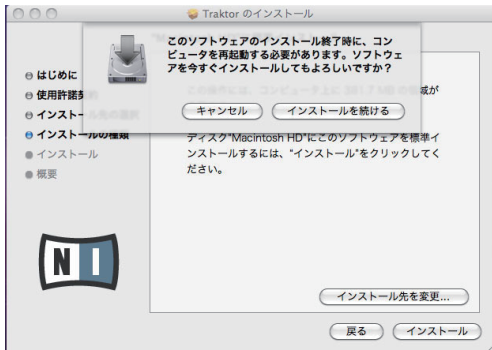 Traktor のインストール
このソフトウェアのインストール終了時に、コン
ピュータを再起動する必要があります。ソフトウェ
アを今すぐインストールしてもよろしいですか？
キャンセル
インストールを続ける
はじめに
使用許諾契約
インストール先の選択
インストールの種類
インストール
概要
ディスク"Macintosh HD"にこのソフトウェアを標準イ
ンストールするには、"インストール"をクリックしてく
ださい。
NI
インストール先を変更...
戻る
インストール